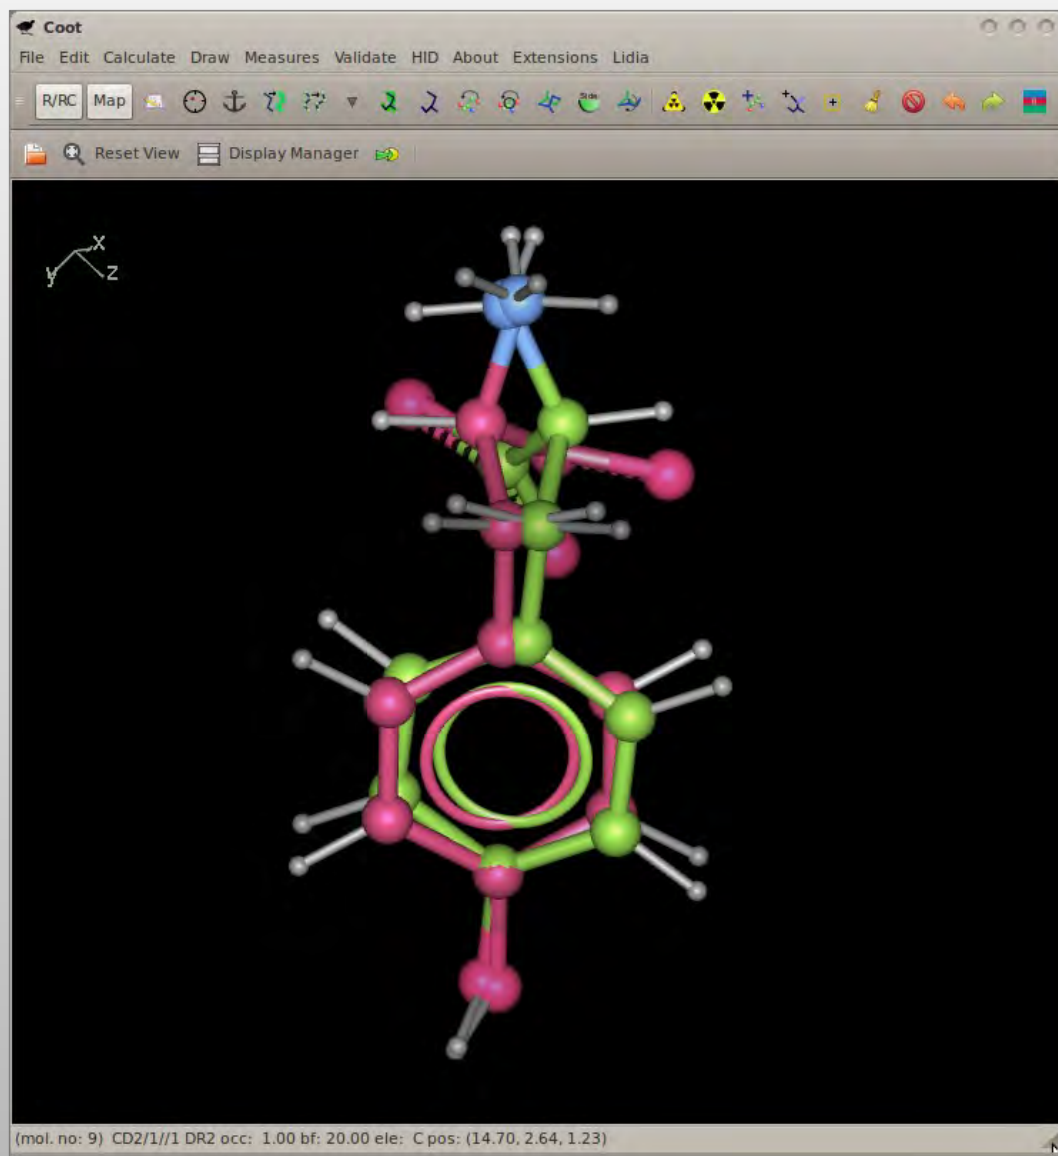 Coot
File Edit Calculate Draw Measures Validate HID About Extensions Lidia
R/RC Map Side
Reset View Display Manager
x
y z
(mol. no: 9) CD2/1//1 DR2 occ: 1.00 bf: 20.00 ele: C pos: (14.70, 2.64, 1.23)